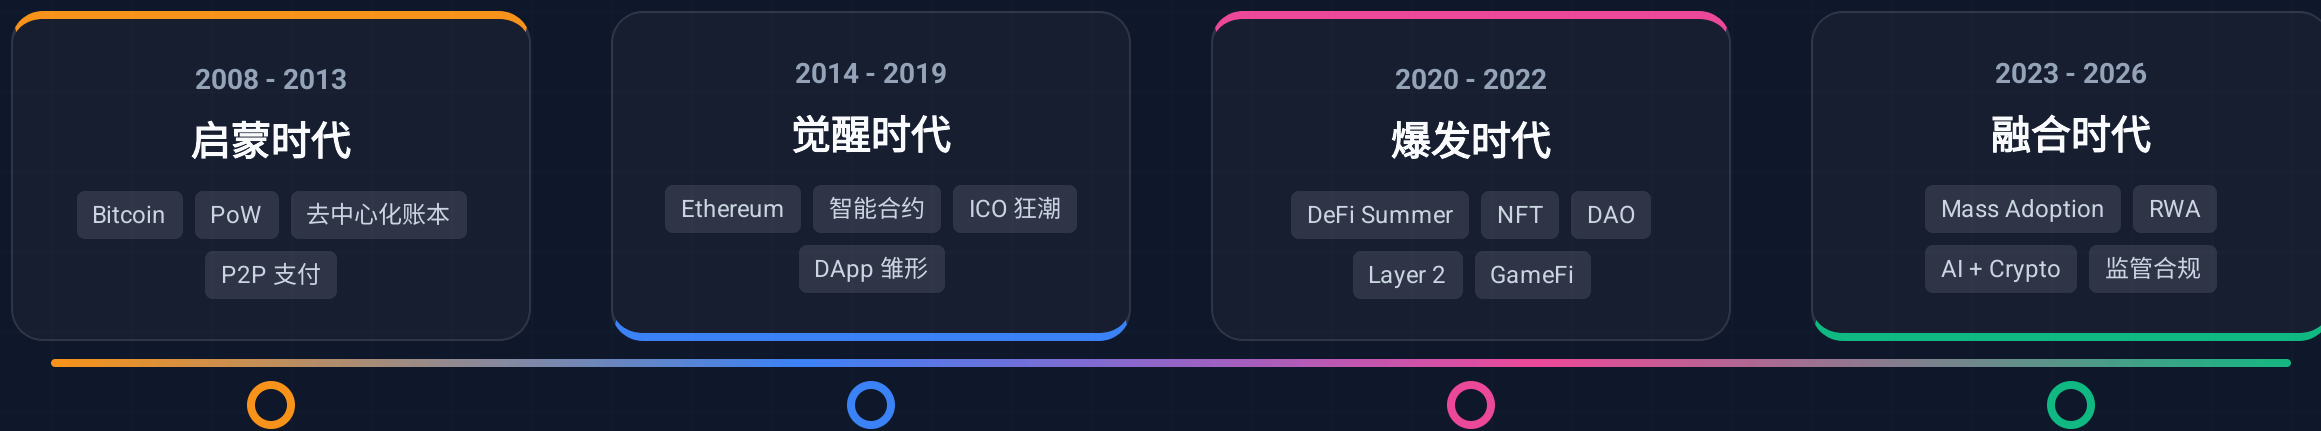 2008 - 2013
启蒙时代
Bitcoin PoW 去中心化账本
P2P 支付
2014 - 2019
觉醒时代
Ethereum 智能合约 ICO 狂潮
DApp 雏形
2020 - 2022
爆发时代
DeFi Summer NFT DAO
Layer 2 GameFi
2023 - 2026
融合时代
Mass Adoption RWA
AI + Crypto 监管合规